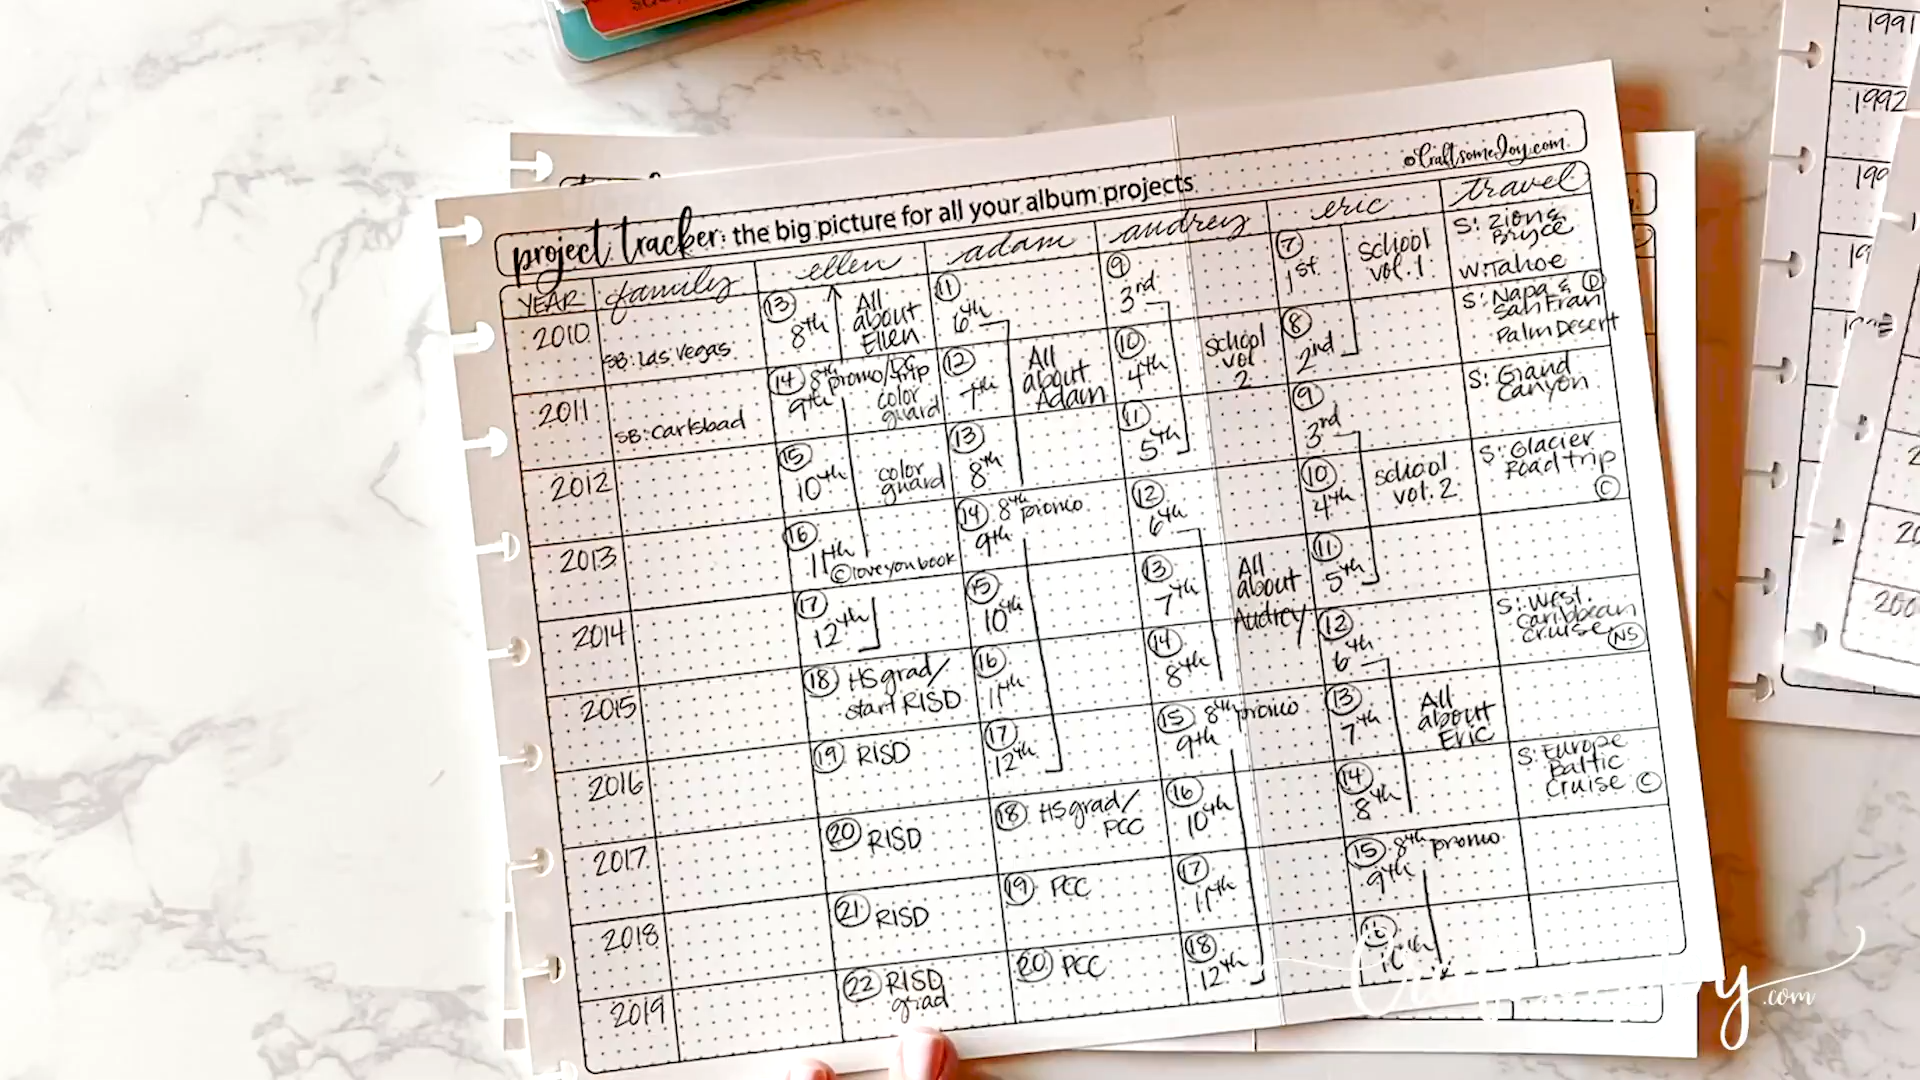 ©CraftsomeJoy.com
project tracker: the big picture for all your album projects
YEAR family ellen adam audrey eric travel
2010
SB: Las Vegas
13 8th
All about Ellen
11 6th
9 3rd
7 1st
school vol. 1
S: Zion & Bryce
W: Tahoe
2011
SB: Carlsbad
14 8th promo/DC trip
9th
color guard
12 7th
All about Adam
10 4th
school vol 2
8 2nd
S: Napa & San Fran D
Palm Desert
2012
15 10th
color guard
13 8th
11 5th
9 3rd
S: Grand Canyon
2013
16 11th
© love you book
14 8th promo
9th
12 6th
10 4th
school vol. 2
S: Glacier Road trip
C
2014
17 12th
15 10th
13 7th
All about Audrey
11 5th
2015
18 HS grad/
start RISD
16 11th
14 8th
12 6th
S: West. Caribbean cruise
NS
2016
19 RISD
17 12th
15 8th promo
9th
13 7th
All about Eric
2017
20 RISD
18 HS grad/
PCC
16 10th
14 8th
S: Europe Baltic Cruise C
2018
21 RISD
19 PCC
17 11th
15 8th promo
9th
2019
22 RISD grad
20 PCC
18 12th
16
1991
1992
.com